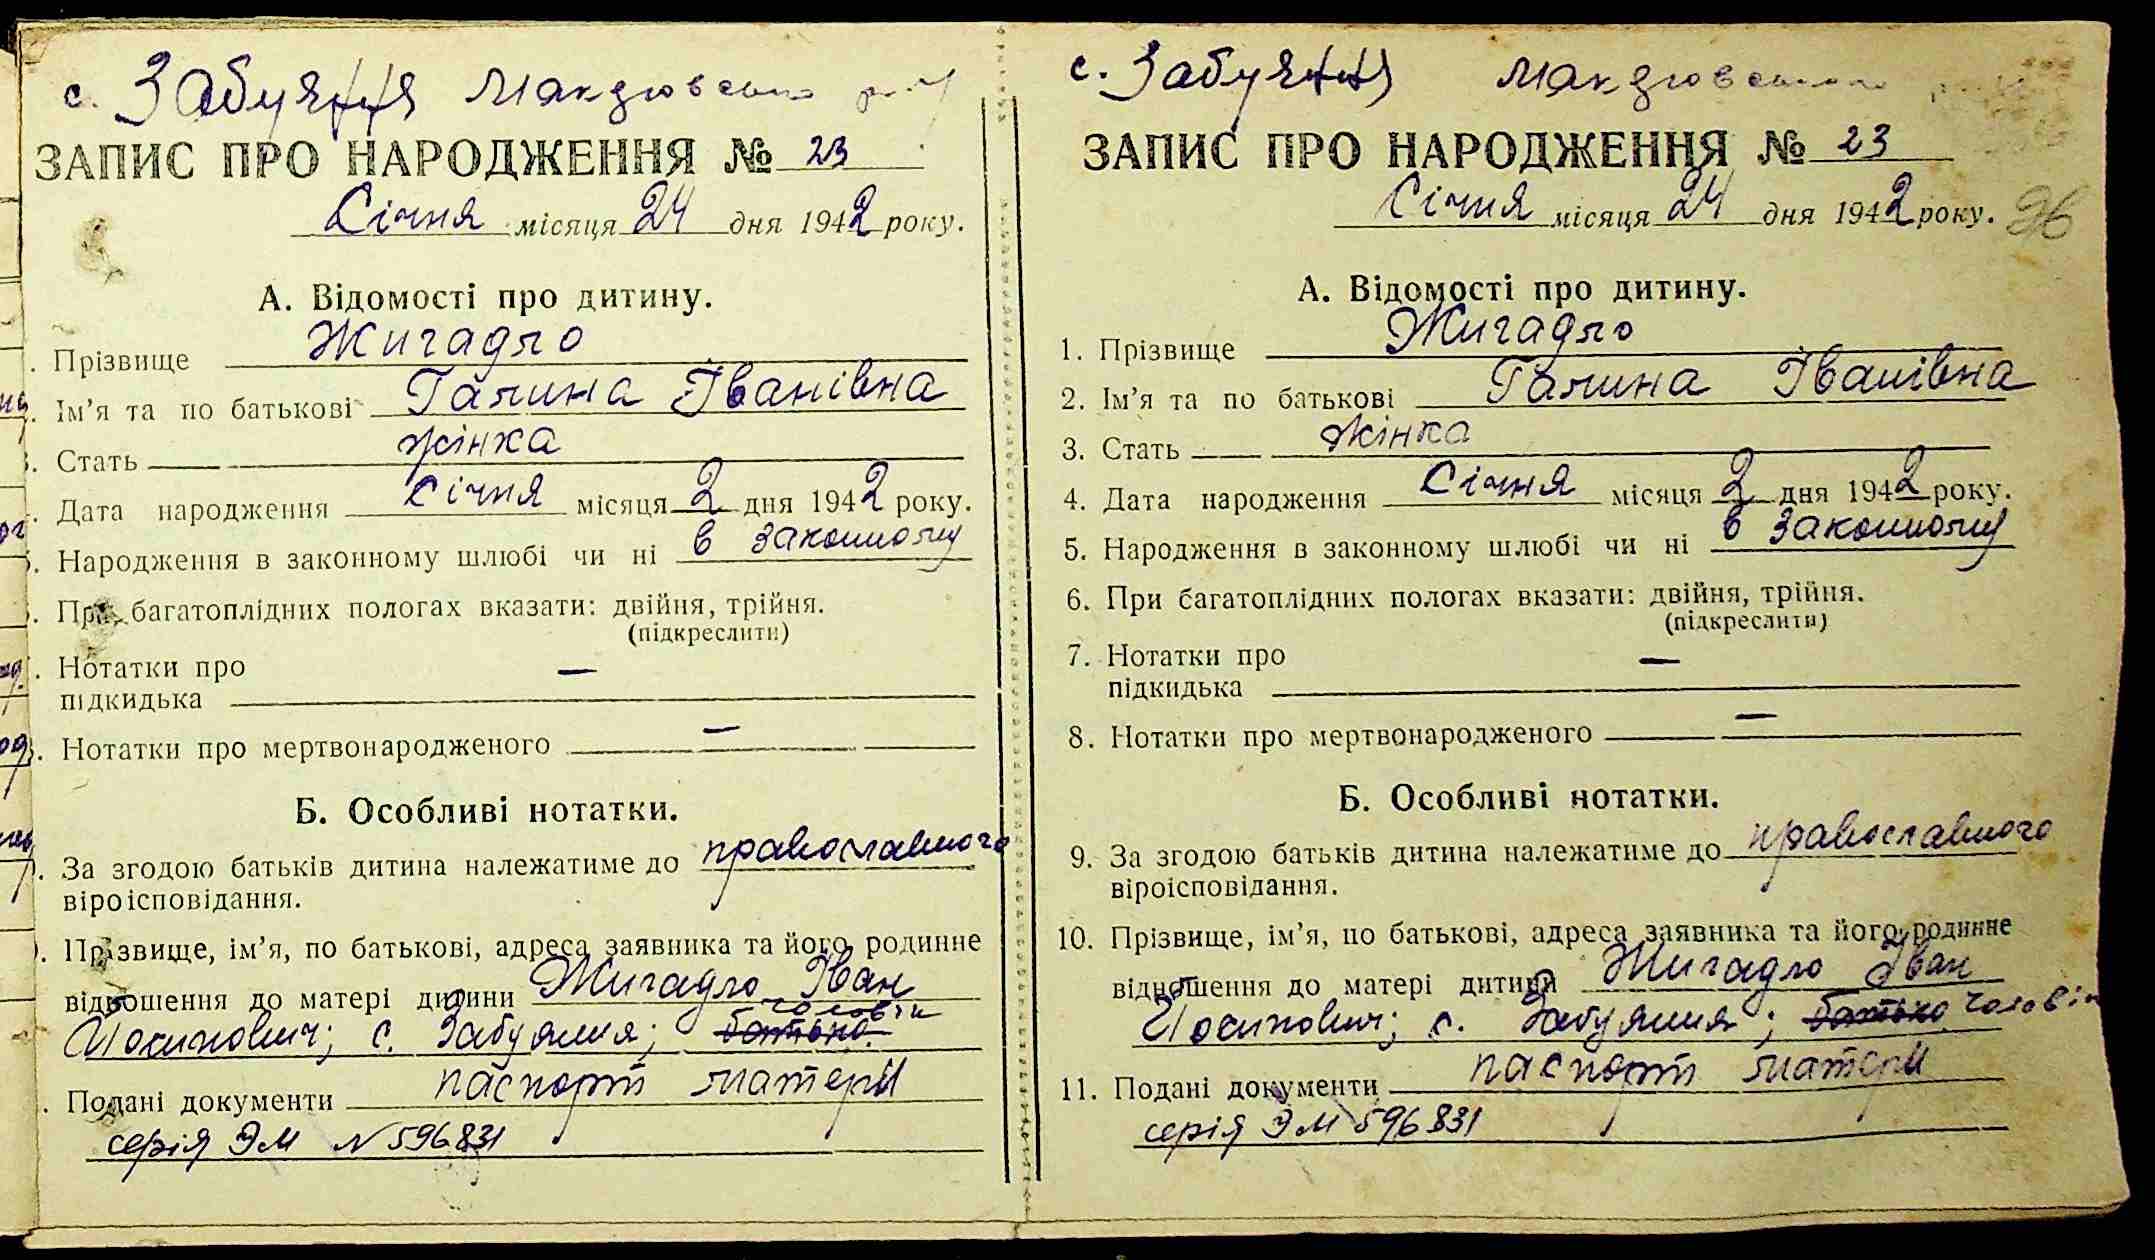 с. Забуяння Макарівського р-ну
ЗАПИС ПРО НАРОДЖЕННЯ № 23
Січня місяця 24 дня 1942 року.
А. Відомості про дитину.
. Прізвище Жигадло
. Ім’я та по батькові Галина Іванівна
. Стать жінка
. Дата народження Січня місяця 2 дня 1942 року.
. Народження в законному шлюбі чи ні в законному
. При багатоплідних пологах вказати: двійня, трійня.
(підкреслити)
. Нотатки про —
підкидька
. Нотатки про мертвонародженого —
Б. Особливі нотатки.
. За згодою батьків дитина належатиме до православного
віроісповідання.
. Прізвище, ім’я, по батькові, адреса заявника та його родинне
відношення до матері дитини Жигадло Іван
Йосипович; с. Забуяння; батько чоловік
. Подані документи паспорт матери
серія ЭМ N 596831
с. Забуяння Макарівського
ЗАПИС ПРО НАРОДЖЕННЯ № 23
Січня місяця 24 дня 1942 року. 26
А. Відомості про дитину.
1. Прізвище Жигадло
2. Ім’я та по батькові Галина Іванівна
3. Стать жінка
4. Дата народження Січня місяця 2 дня 1942 року.
5. Народження в законному шлюбі чи ні в законному
6. При багатоплідних пологах вказати: двійня, трійня.
(підкреслити)
7. Нотатки про —
підкидька
8. Нотатки про мертвонародженого —
Б. Особливі нотатки.
9. За згодою батьків дитина належатиме до православного
віроісповідання.
10. Прізвище, ім’я, по батькові, адреса заявника та його родинне
відношення до матері дитини Жигадло Іван
Йосипович; с. Забуяння; батько чоловік
11. Подані документи паспорт матери
серія ЭМ 596831